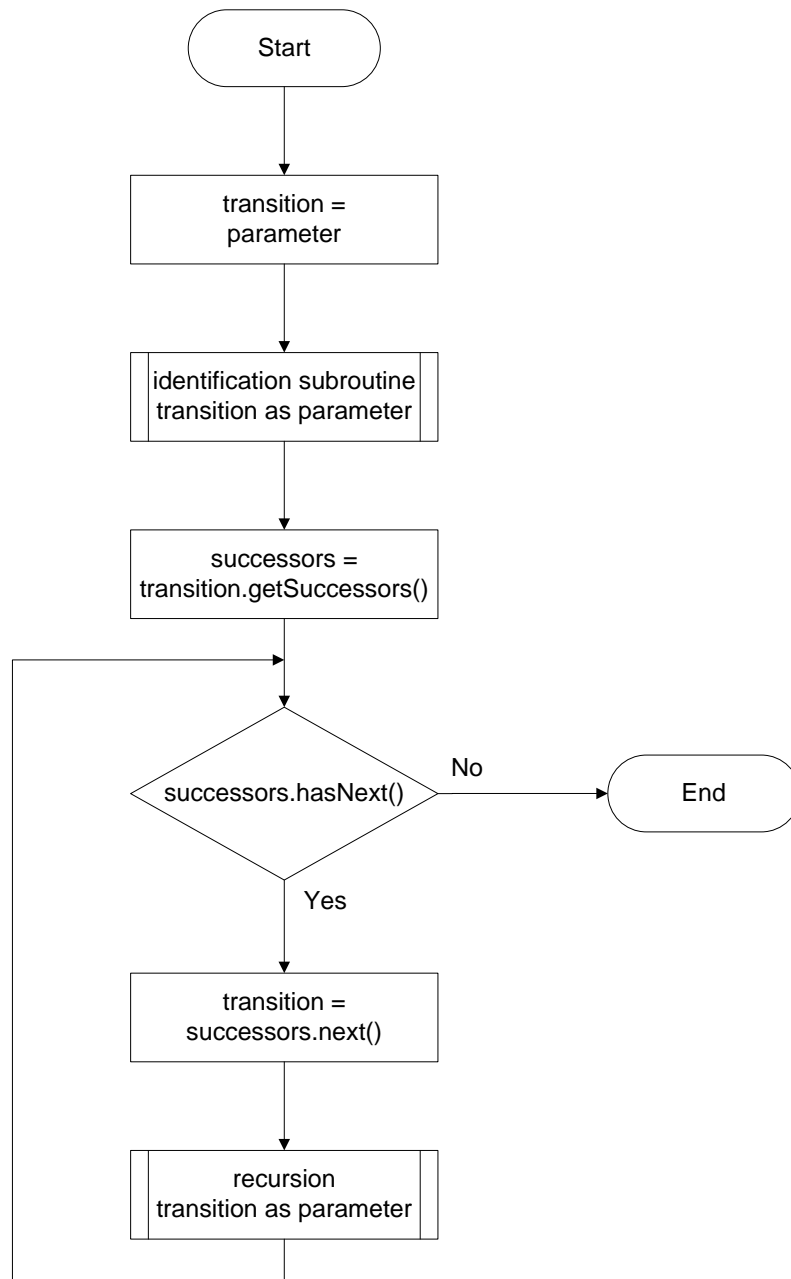 Start
transition =
parameter
identification subroutine
transition as parameter
successors =
transition.getSuccessors()
successors.hasNext()
No
End
Yes
transition =
successors.next()
recursion
transition as parameter